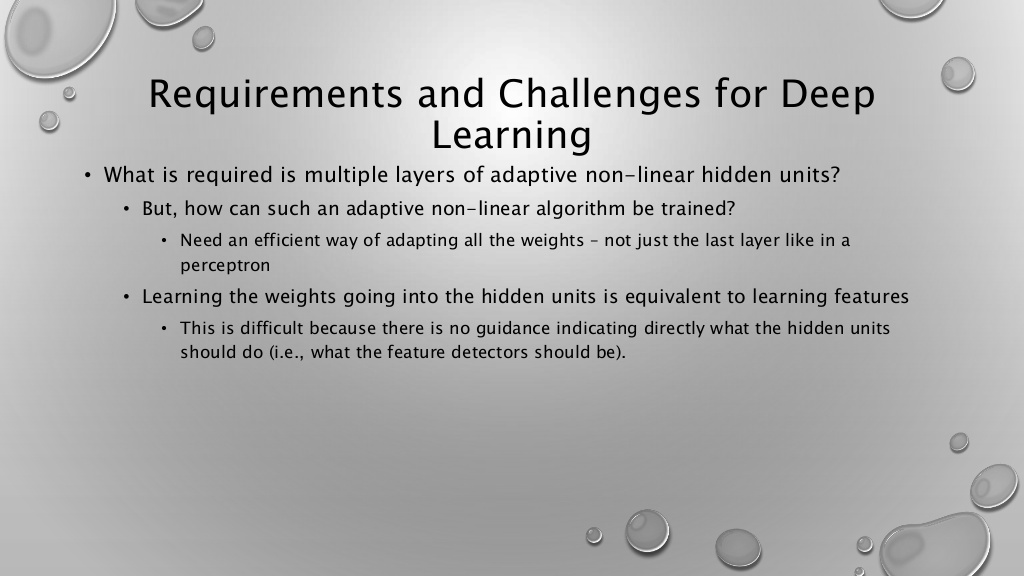 Requirements and Challenges for Deep
Learning
• What is required is multiple layers of adaptive non-linear hidden units?
• But, how can such an adaptive non-linear algorithm be trained?
• Need an efficient way of adapting all the weights – not just the last layer like in a
perceptron
• Learning the weights going into the hidden units is equivalent to learning features
• This is difficult because there is no guidance indicating directly what the hidden units
should do (i.e., what the feature detectors should be).